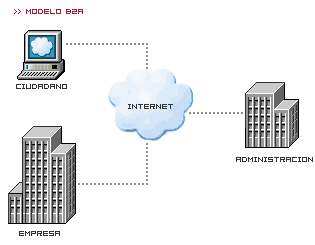 >> MODELO B2A
CIUDADANO
INTERNET
ADMINISTRACION
EMPRESA